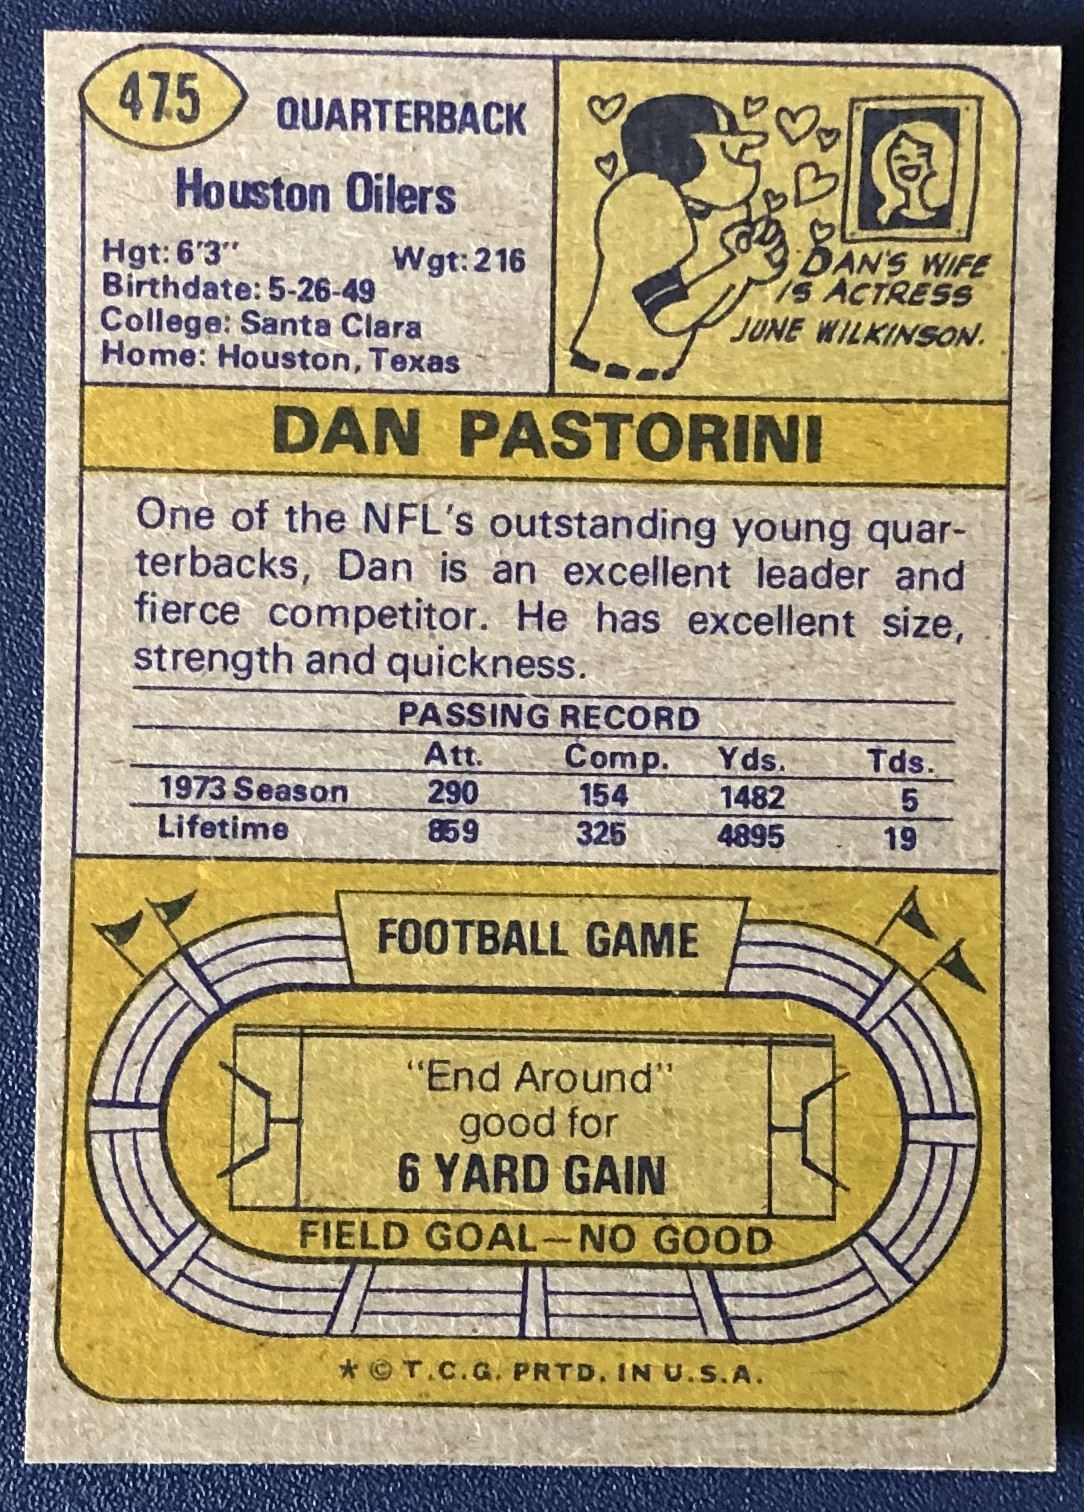 475
QUARTERBACK
Houston Oilers
Hgt: 6'3" Wgt: 216
Birthdate: 5-26-49
College: Santa Clara
Home: Houston, Texas
DAN'S WIFE
IS ACTRESS
JUNE WILKINSON.
DAN PASTORINI
One of the NFL's outstanding young quar-
terbacks, Dan is an excellent leader and
fierce competitor. He has excellent size,
strength and quickness.
PASSING RECORD
Att. Comp. Yds. Tds.
1973 Season 290 154 1482 5
Lifetime 859 325 4895 19
FOOTBALL GAME
"End Around"
good for
6 YARD GAIN
FIELD GOAL—NO GOOD
* © T.C.G. PRTD. IN U.S.A.